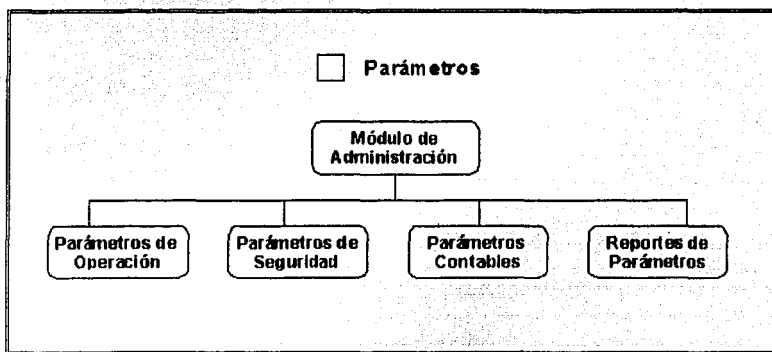 Parámetros
Módulo de
Administración
Parámetros de
Operación
Parámetros de
Seguridad
Parámetros
Contables
Reportes de
Parámetros